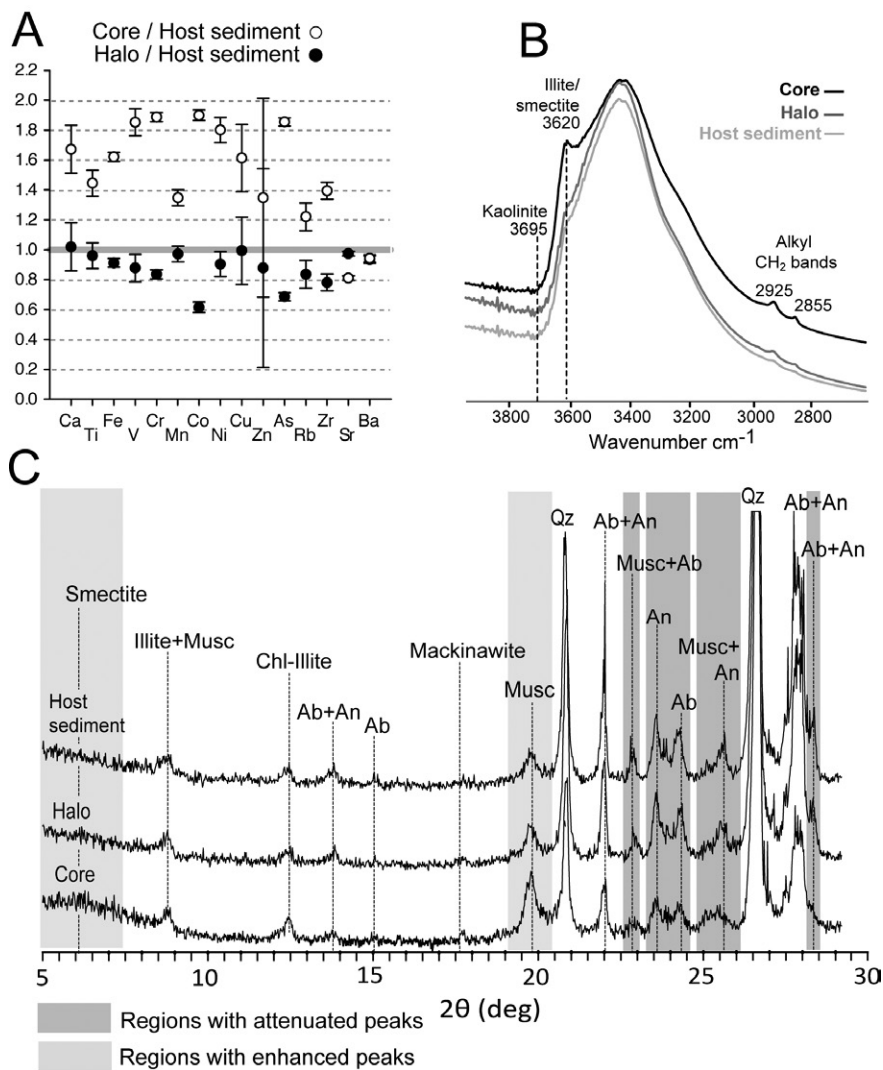 A
Core / Host sediment
Halo / Host sediment
2.2
2.0
1.8
1.6
1.4
1.2
1.0
0.8
0.6
0.4
0.2
0.0
Ca Ti Fe V Cr Mn Co Ni Cu Zn As Rb Zr Sr Ba
B
Illite/
smectite
3620
Core
Halo
Host sediment
Kaolinite
3695
Alkyl
CH₂ bands
2925
2855
3800 3600 3400 3200 3000 2800
Wavenumber cm⁻¹
C
Smectite
Illite+Musc
Chl-Illite
Ab+An
Ab
Mackinawite
Musc
Qz
Ab+An
Musc+Ab
An
Ab
Musc+
An
Qz
Ab+An
Ab+An
Host
sediment
Halo
Core
5 10 15 20 25 30
2θ (deg)
Regions with attenuated peaks
Regions with enhanced peaks